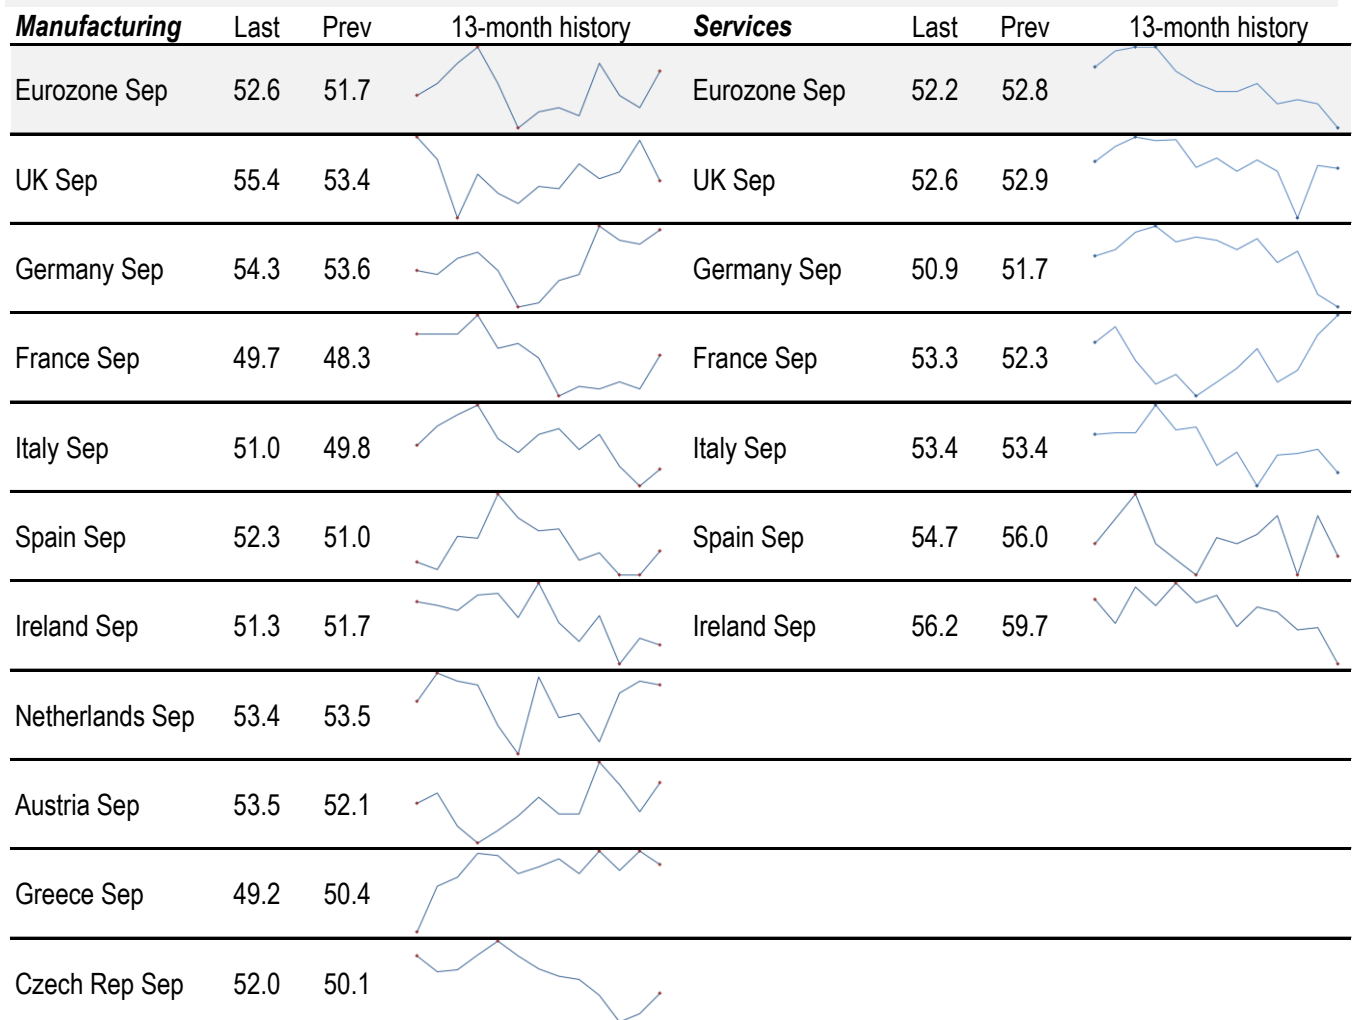 Manufacturing Last Prev 13-month history Services Last Prev 13-month history
Eurozone Sep 52.6 51.7 Eurozone Sep 52.2 52.8
UK Sep 55.4 53.4 UK Sep 52.6 52.9
Germany Sep 54.3 53.6 Germany Sep 50.9 51.7
France Sep 49.7 48.3 France Sep 53.3 52.3
Italy Sep 51.0 49.8 Italy Sep 53.4 53.4
Spain Sep 52.3 51.0 Spain Sep 54.7 56.0
Ireland Sep 51.3 51.7 Ireland Sep 56.2 59.7
Netherlands Sep 53.4 53.5
Austria Sep 53.5 52.1
Greece Sep 49.2 50.4
Czech Rep Sep 52.0 50.1